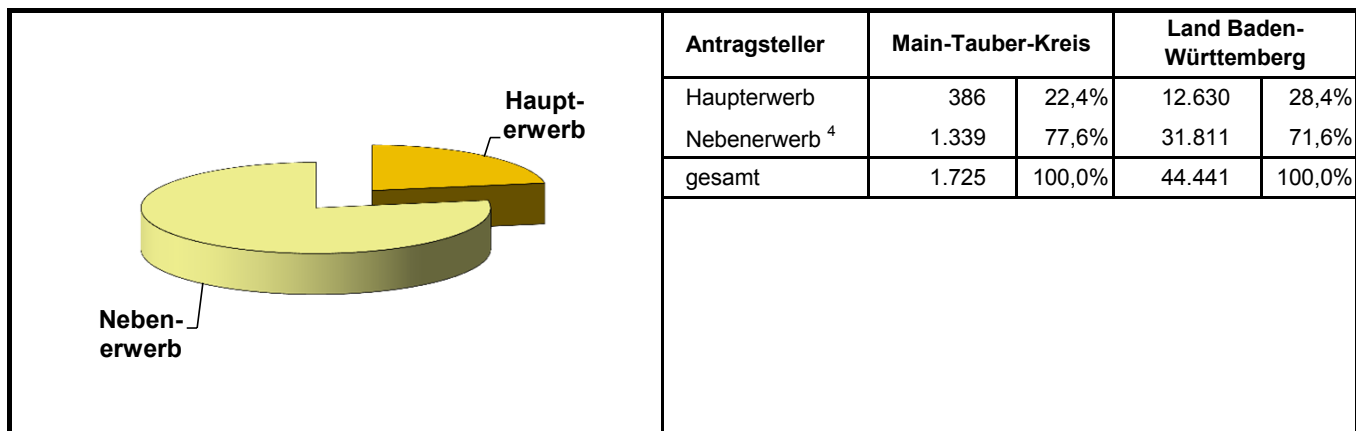 Haupt-
erwerb
Neben-
erwerb
Antragsteller Main-Tauber-Kreis Land Baden-
Württemberg
Haupterwerb 386 22,4% 12.630 28,4%
Nebenerwerb 4 1.339 77,6% 31.811 71,6%
gesamt 1.725 100,0% 44.441 100,0%